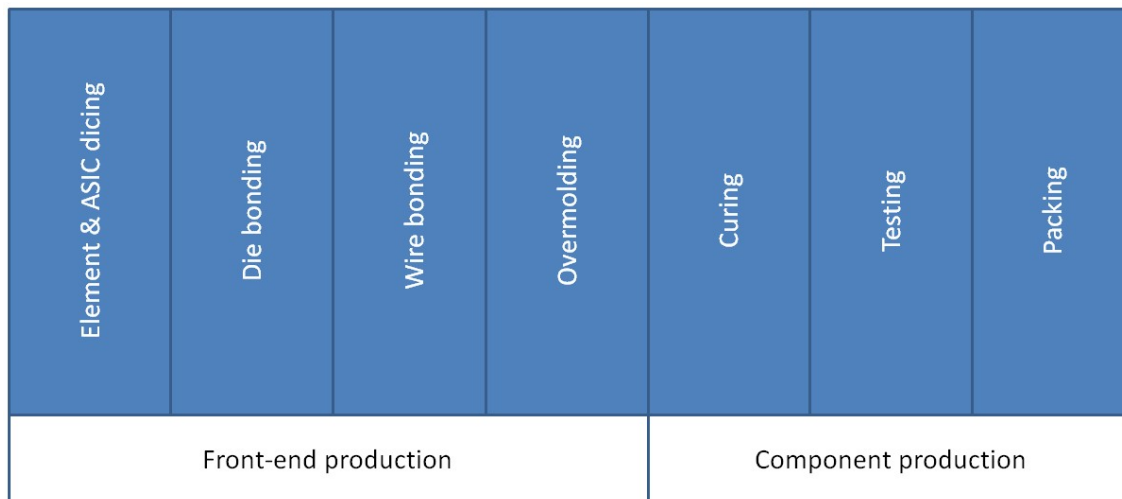 Element & ASIC dicing
Die bonding
Wire bonding
Overmolding
Curing
Testing
Packing
Front-end production
Component production